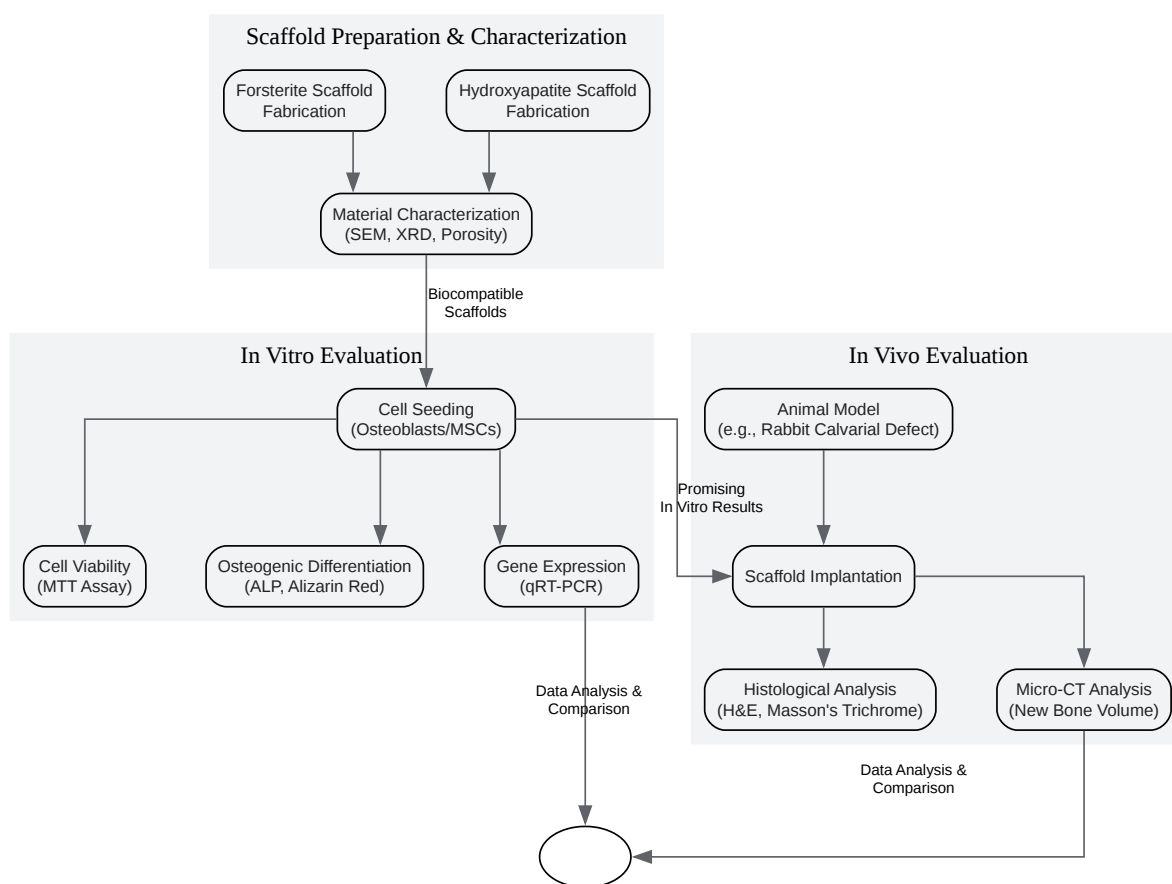 Scaffold Preparation & Characterization
Forsterite Scaffold
Fabrication
Hydroxyapatite Scaffold
Fabrication
Material Characterization
(SEM, XRD, Porosity)
Biocompatible
Scaffolds
In Vitro Evaluation
Cell Seeding
(Osteoblasts/MSCs)
Cell Viability
(MTT Assay)
Osteogenic Differentiation
(ALP, Alizarin Red)
Gene Expression
(qRT-PCR)
Promising
In Vitro Results
In Vivo Evaluation
Animal Model
(e.g., Rabbit Calvarial Defect)
Scaffold Implantation
Histological Analysis
(H&E, Masson's Trichrome)
Micro-CT Analysis
(New Bone Volume)
Data Analysis &
Comparison
Data Analysis &
Comparison